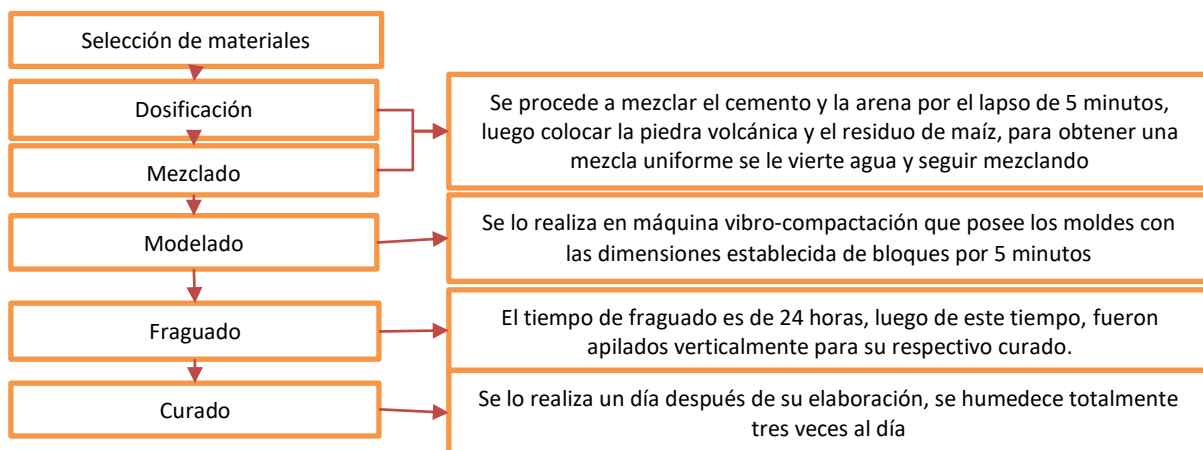 Selección de materiales
Dosificación
Se procede a mezclar el cemento y la arena por el lapso de 5 minutos,
luego colocar la piedra volcánica y el residuo de maíz, para obtener una
mezcla uniforme se le vierte agua y seguir mezclando
Mezclado
Modelado
Se lo realiza en máquina vibro-compactación que posee los moldes con
las dimensiones establecida de bloques por 5 minutos
Fraguado
El tiempo de fraguado es de 24 horas, luego de este tiempo, fueron
apilados verticalmente para su respectivo curado.
Curado
Se lo realiza un día después de su elaboración, se humedece totalmente
tres veces al día